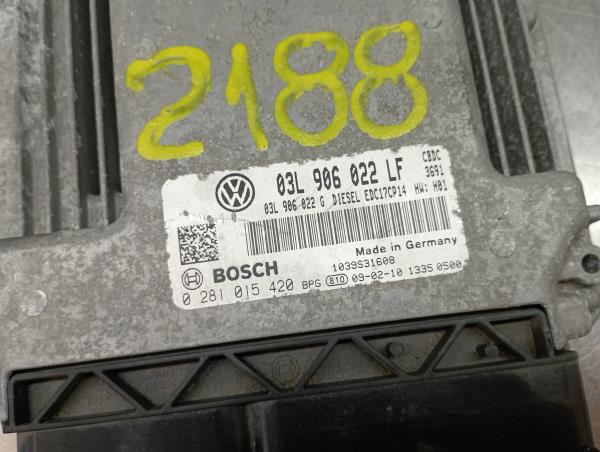 2188
03L 906 022 LF CBDC
3691
03L 906 022 G DIESEL EDC17CP14 HW: H01
Made in Germany
BOSCH 1039S31608
0 281 015 420 BPG 810 09-02-10 1335 0500